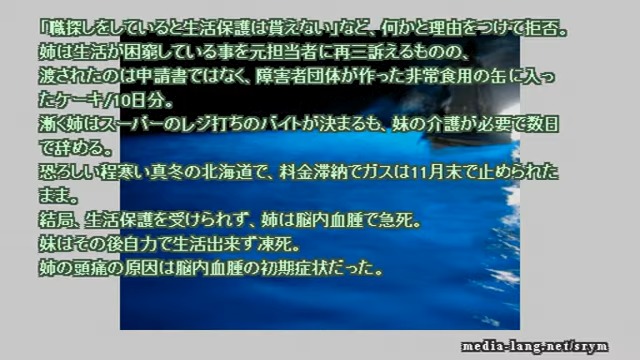 「職探しをしていると生活保護は貰えない」など、何かと理由をつけて拒否。
姉は生活が困窮している事を元担当者に再三訴えるものの、
渡されたのは申請書ではなく、障害者団体が作った非常食用の缶に入っ
たケーキ/10日分。
漸く姉はスーパーのレジ打ちのバイトが決まるも、妹の介護が必要で数日
で辞める。
恐ろしい程寒い真冬の北海道で、料金滞納でガスは11月末で止められた
まま。
結局、生活保護を受けられず、姉は脳内血腫で急死。
妹はその後自力で生活出来ず凍死。
姉の頭痛の原因は脳内血腫の初期症状だった。
media-lang.net/srym